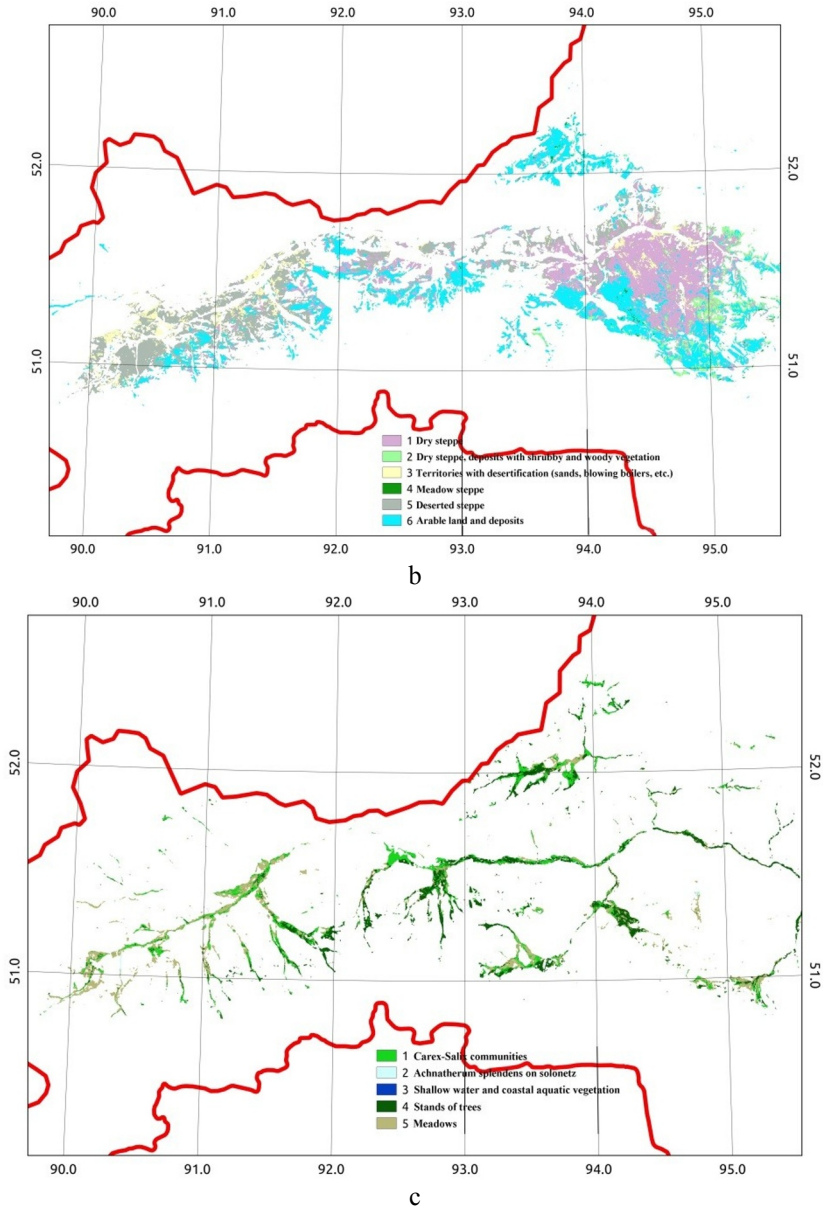 90.0 91.0 92.0 93.0 94.0 95.0
52.0 52.0
51.0 51.0
1 Dry steppe
2 Dry steppe, deposits with shrubby and woody vegetation
3 Territories with desertification (sands, blowing boilers, etc.)
4 Meadow steppe
5 Deserted steppe
6 Arable land and deposits
90.0 91.0 92.0 93.0 94.0 95.0
b
90.0 91.0 92.0 93.0 94.0 95.0
52.0 52.0
51.0 51.0
1 Carex-Salix communities
2 Achnatherum splendens on solonetz
3 Shallow water and coastal aquatic vegetation
4 Stands of trees
5 Meadows
90.0 91.0 92.0 93.0 94.0 95.0
c